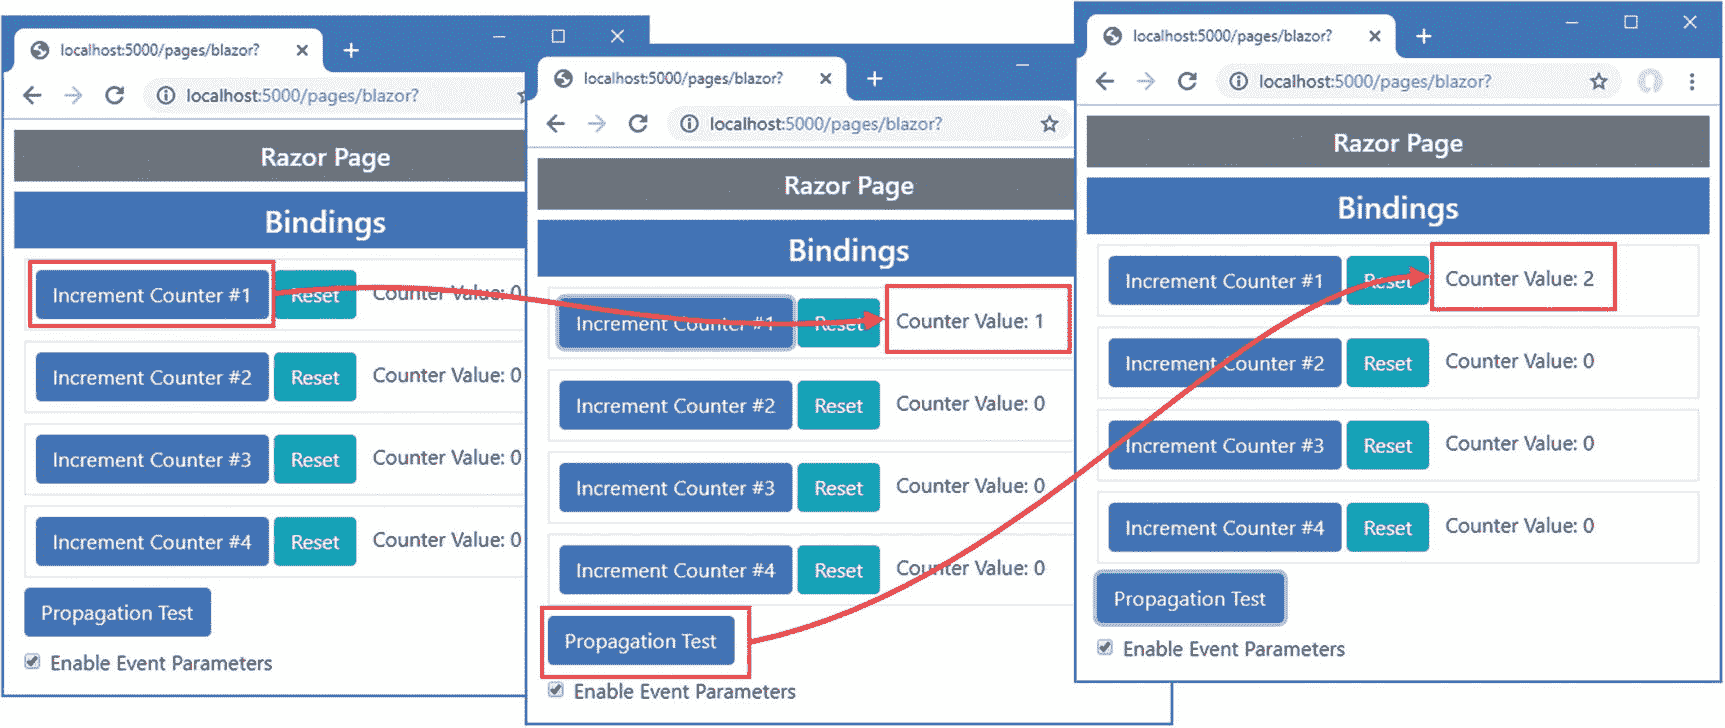 localhost:5000/pages/blazor?
localhost:5000/pages/blazor?
Razor Page
Bindings
Increment Counter #1 Reset Counter Value: 0
Increment Counter #2 Reset Counter Value: 0
Increment Counter #3 Reset Counter Value: 0
Increment Counter #4 Reset Counter Value: 0
Propagation Test
Enable Event Parameters
localhost:5000/pages/blazor?
localhost:5000/pages/blazor?
Razor Page
Bindings
Increment Counter #1 Reset Counter Value: 1
Increment Counter #2 Reset Counter Value: 0
Increment Counter #3 Reset Counter Value: 0
Increment Counter #4 Reset Counter Value: 0
Propagation Test
Enable Event Parameters
localhost:5000/pages/blazor?
localhost:5000/pages/blazor?
Razor Page
Bindings
Increment Counter #1 Reset Counter Value: 2
Increment Counter #2 Reset Counter Value: 0
Increment Counter #3 Reset Counter Value: 0
Increment Counter #4 Reset Counter Value: 0
Propagation Test
Enable Event Parameters